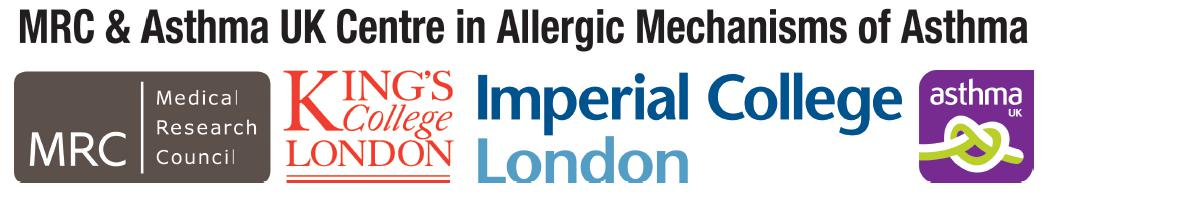 MRC & Asthma UK Centre in Allergic Mechanisms of Asthma
MRC
Medical
Research
Council
KING'S
College
LONDON
Imperial College
London
asthma
UK